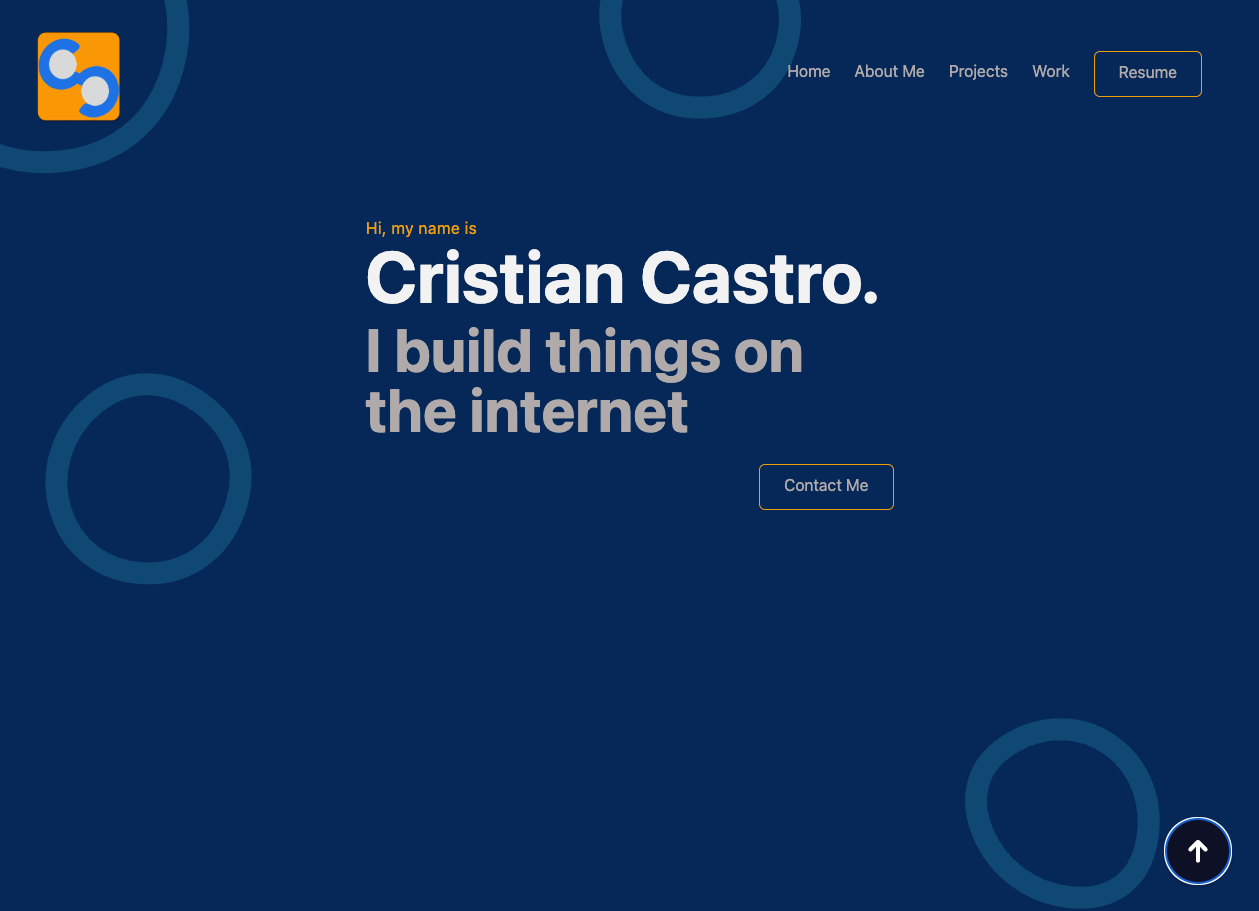 Home About Me Projects Work Resume
Hi, my name is
Cristian Castro.
I build things on
the internet
Contact Me